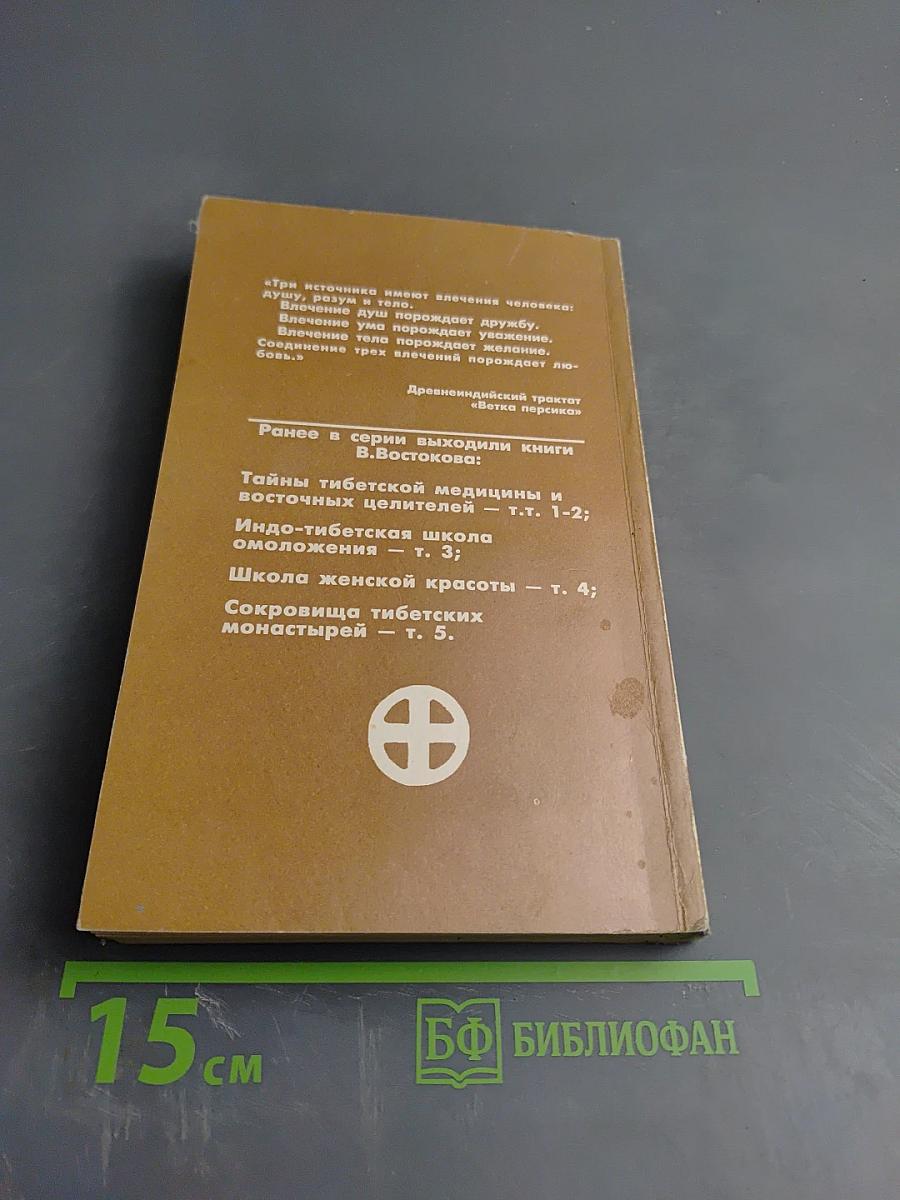 «Три источника имеют влечения человека:
душу, разум и тело.
Влечение душ порождает дружбу.
Влечение ума порождает уважение.
Влечение тела порождает желание.
Соединение трех влечений порождает лю-
бовь.»
Древнеиндийский трактат
«Ветка персика»
Ранее в серии выходили книги
В.Востокова:
Тайны тибетской медицины и
восточных целителей — т.т. 1-2;
Индо-тибетская школа
омоложения — т. 3;
Школа женской красоты — т. 4;
Сокровища тибетских
монастырей — т. 5.
15 см
БФ БИБЛИОФАН